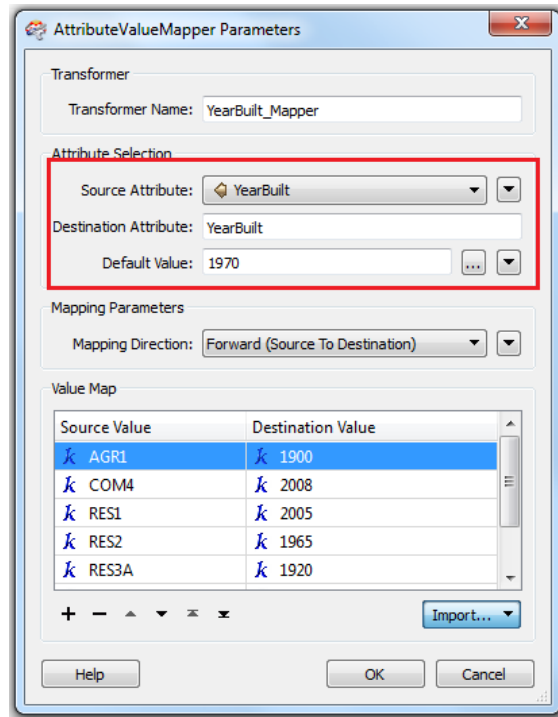 AttributeValueMapper Parameters
Transformer
Transformer Name: YearBuilt_Mapper
Attribute Selection
Source Attribute: YearBuilt
Destination Attribute: YearBuilt
Default Value: 1970 ...
Mapping Parameters
Mapping Direction: Forward (Source To Destination)
Value Map
Source Value Destination Value
k AGR1 k 1900
k COM4 k 2008
k RES1 k 2005
k RES2 k 1965
k RES3A k 1920
Import...
Help OK Cancel